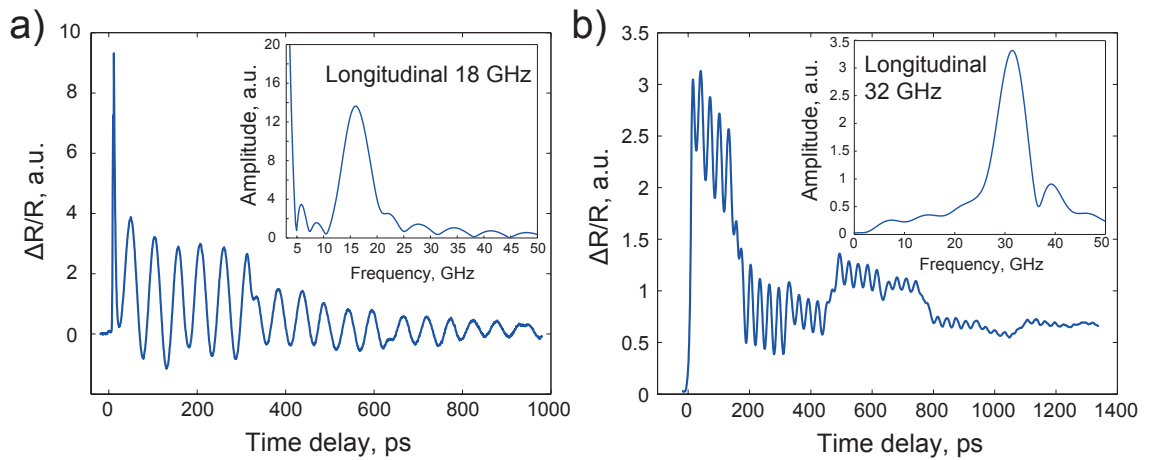 a)
ΔR/R, a.u.
10
8
6
4
2
0
0 200 400 600 800 1000
Time delay, ps
Longitudinal 18 GHz
Amplitude, a.u.
20
16
12
8
4
0
5 10 15 20 25 30 35 40 45 50
Frequency, GHz
b)
ΔR/R, a.u.
3.5
3
2.5
2
1.5
1
0.5
0
0 200 400 600 800 1000 1200 1400
Time delay, ps
Longitudinal
32 GHz
Amplitude, a.u.
3.5
3
2.5
2
1.5
1
0.5
0
0 10 20 30 40 50
Frequency, GHz